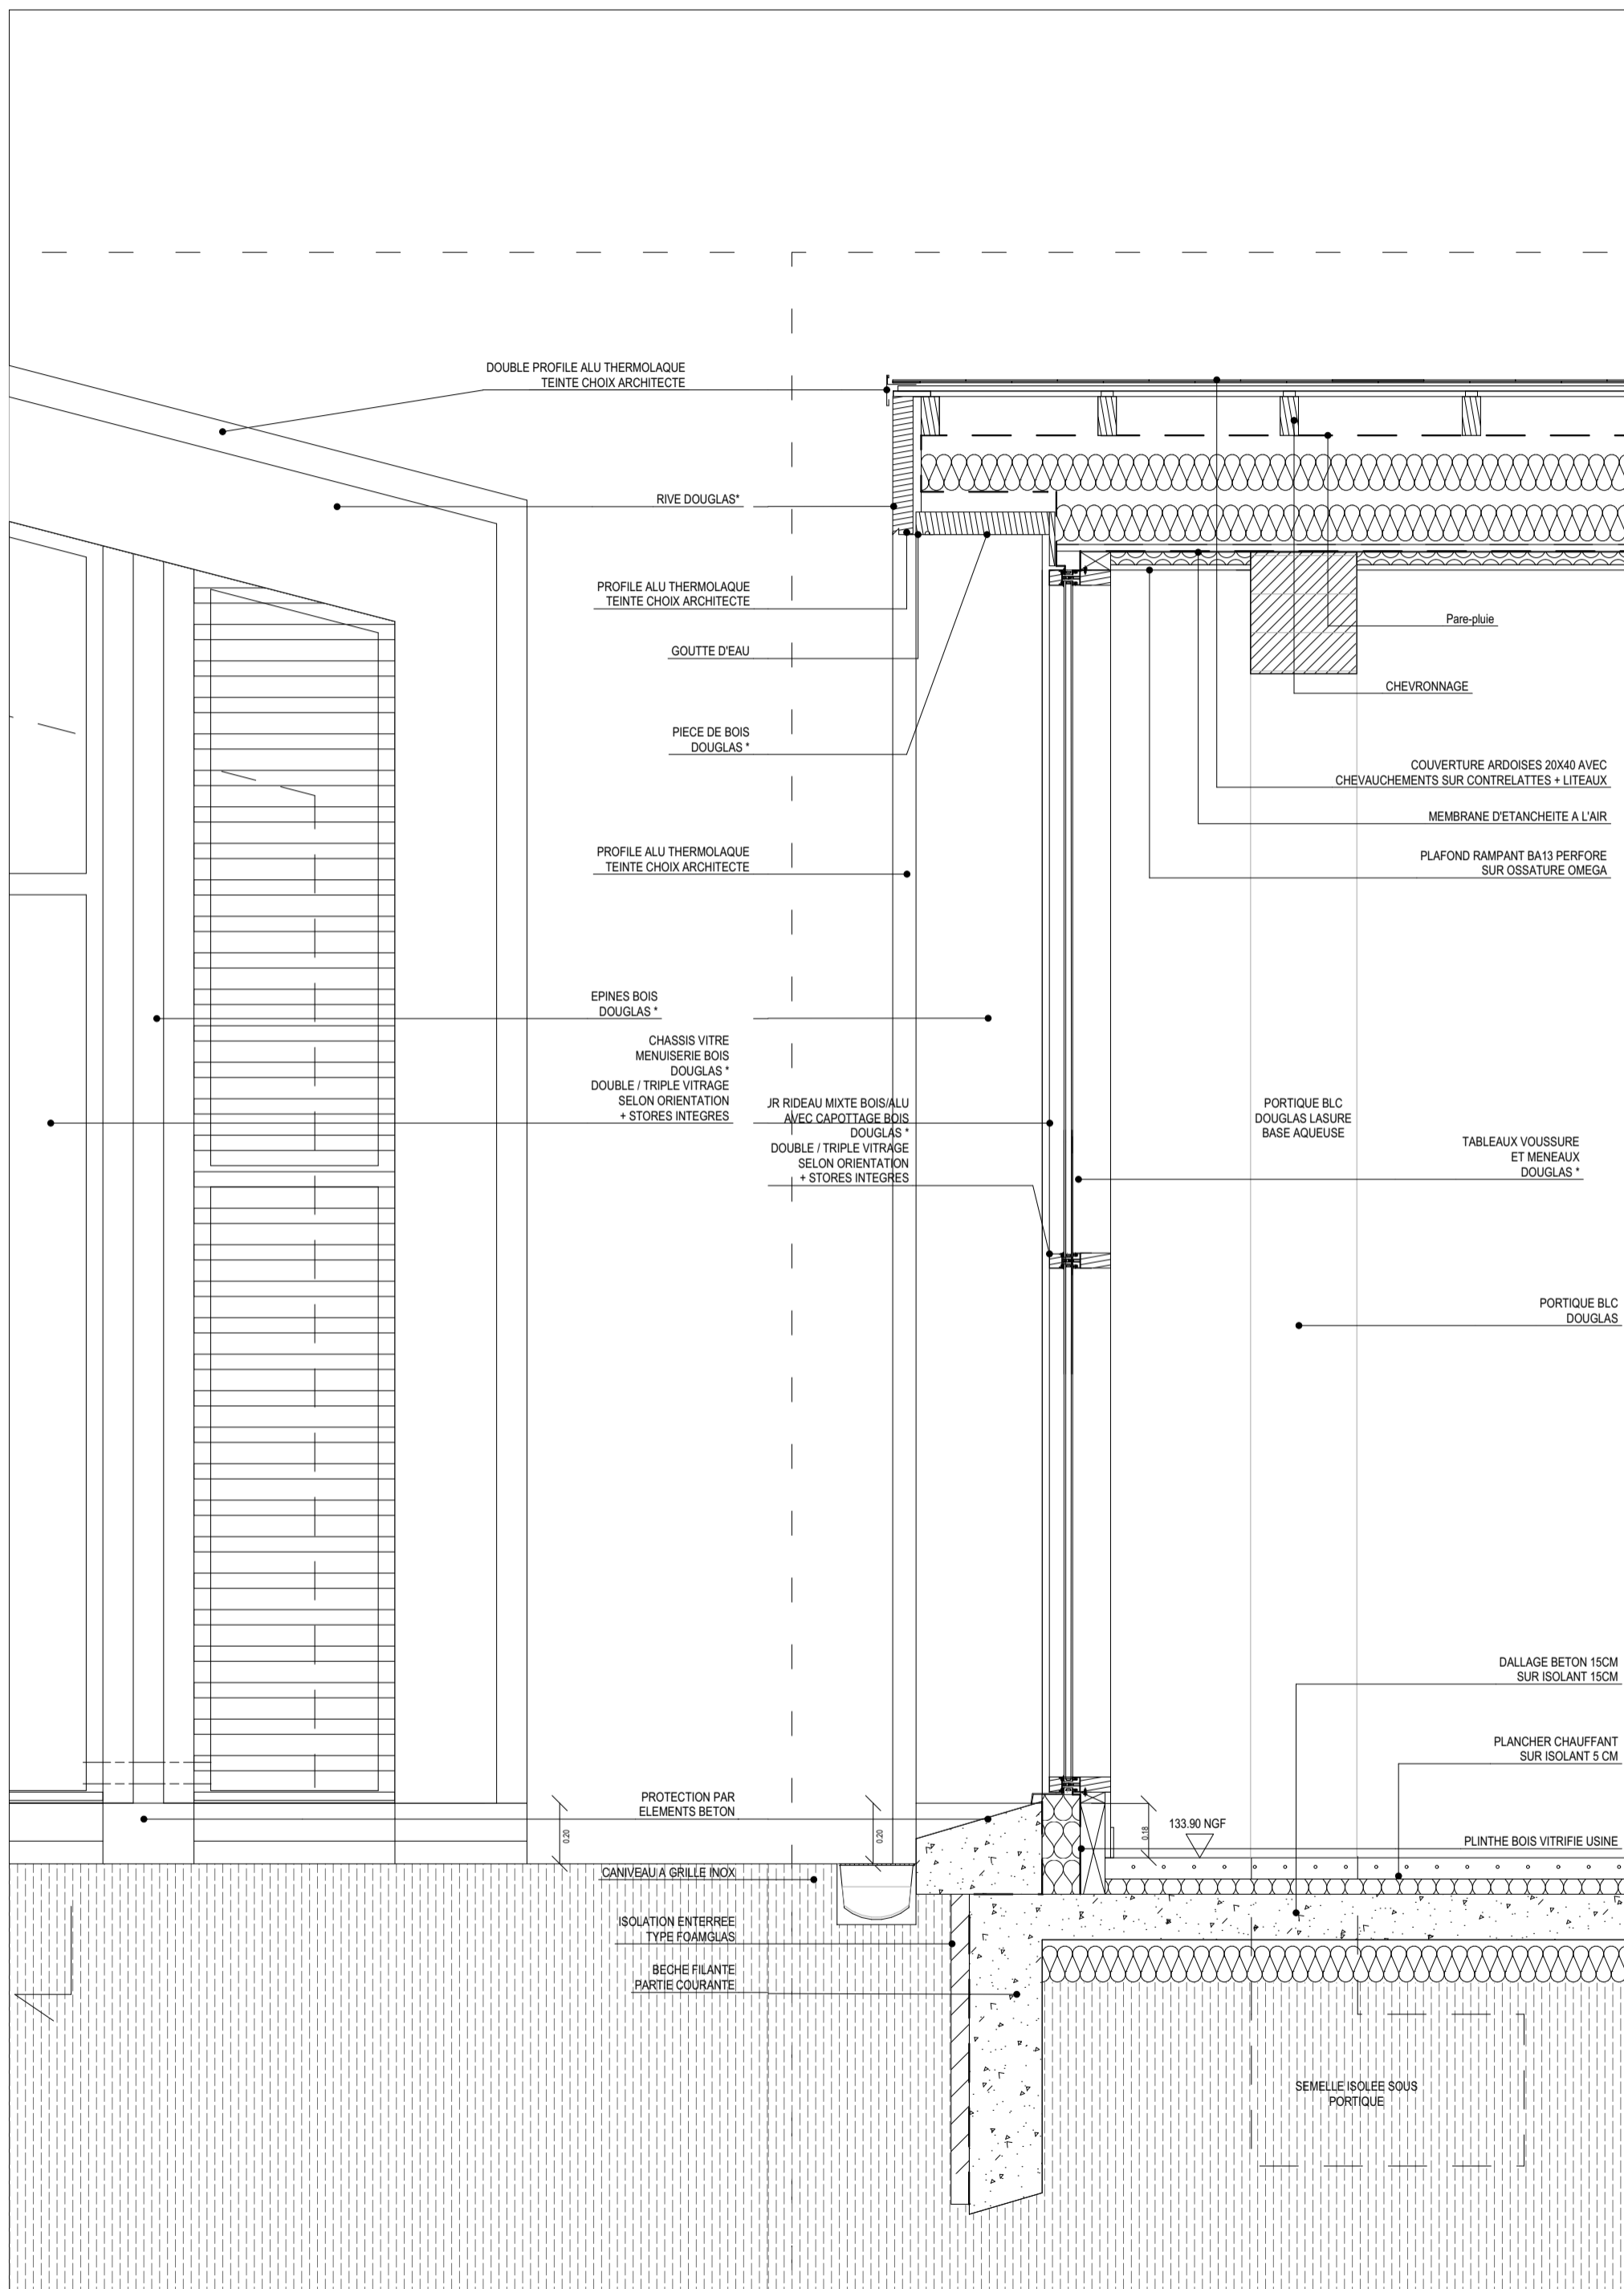 DOUBLE PROFILE ALU THERMOLAQUE
TEINTE CHOIX ARCHITECTE
RIVE DOUGLAS*
PROFILE ALU THERMOLAQUE
TEINTE CHOIX ARCHITECTE
Pare-pluie
GOUTTE D'EAU
CHEVRONNAGE
PIECE DE BOIS
DOUGLAS *
COUVERTURE ARDOISES 20X40 AVEC
CHEVAUCHEMENTS SUR CONTRELATTES + LITEAUX
MEMBRANE D'ETANCHEITE A L'AIR
PROFILE ALU THERMOLAQUE
TEINTE CHOIX ARCHITECTE
PLAFOND RAMPANT BA13 PERFORE
SUR OSSATURE OMEGA
EPINES BOIS
DOUGLAS *
CHASSIS VITRE
MENUISERIE BOIS
DOUGLAS *
DOUBLE / TRIPLE VITRAGE
SELON ORIENTATION
+ STORES INTEGRES
JR RIDEAU MIXTE BOIS/ALU
AVEC CAPOTTAGE BOIS
DOUGLAS *
DOUBLE / TRIPLE VITRAGE
SELON ORIENTATION
+ STORES INTEGRES
PORTIQUE BLC
DOUGLAS LASURE
BASE AQUEUSE
TABLEAUX VOUSSURE
ET MENEAUX
DOUGLAS *
PORTIQUE BLC
DOUGLAS
DALLAGE BETON 15CM
SUR ISOLANT 15CM
PLANCHER CHAUFFANT
SUR ISOLANT 5 CM
PROTECTION PAR
ELEMENTS BETON
0.20
0.20
0.18
133.90 NGF
PLINTHE BOIS VITRIFIE USINE
CANIVEAU A GRILLE INOX
ISOLATION ENTERREE
TYPE FOAMGLAS
BECHE FILANTE
PARTIE COURANTE
SEMELLE ISOLEE SOUS
PORTIQUE